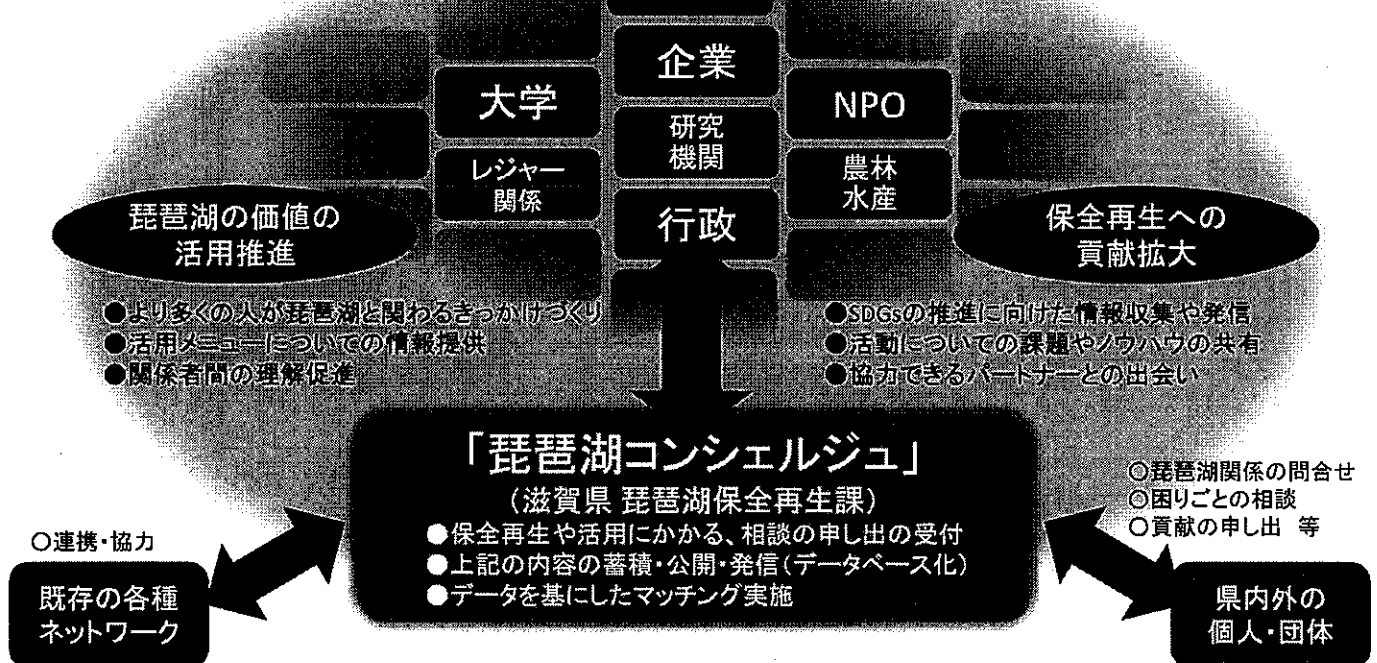 企業
大学
NPO
研究
機関
レジャー
関係
農林
水産
行政
琵琶湖の価値の
活用推進
保全再生への
貢献拡大
●より多くの人が琵琶湖と関わるきっかけづくり
●活用メニューについての情報提供
●関係者間の理解促進
●SDGsの推進に向けた情報収集や発信
●活動についての課題やノウハウの共有
●協力できるパートナーとの出会い
「琵琶湖コンシェルジュ」
(滋賀県 琵琶湖保全再生課)
●保全再生や活用にかかる、相談の申し出の受付
●上記の内容の蓄積・公開・発信(データベース化)
●データを基にしたマッチング実施
○連携・協力
既存の各種
ネットワーク
○琵琶湖関係の問合せ
○困りごとの相談
○貢献の申し出 等
県内外の
個人・団体